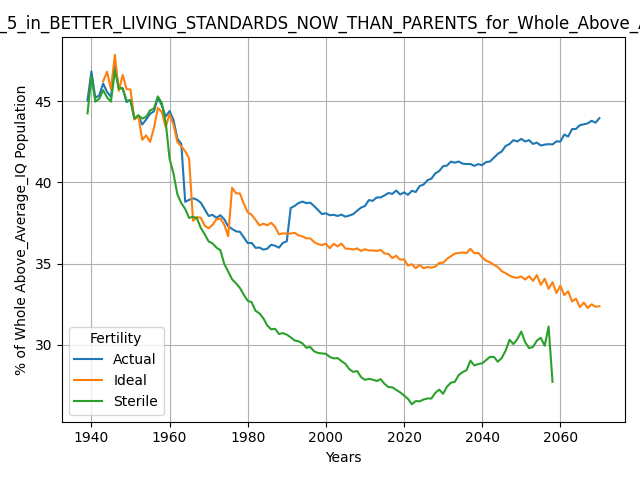 _5_in_BETTER_LIVING_STANDARDS_NOW_THAN_PARENTS_for_Whole_Above_
% of Whole Above_Average_IQ Population
45
40
35
30
Fertility
Actual
Ideal
Sterile
1940 1960 1980 2000 2020 2040 2060
Years